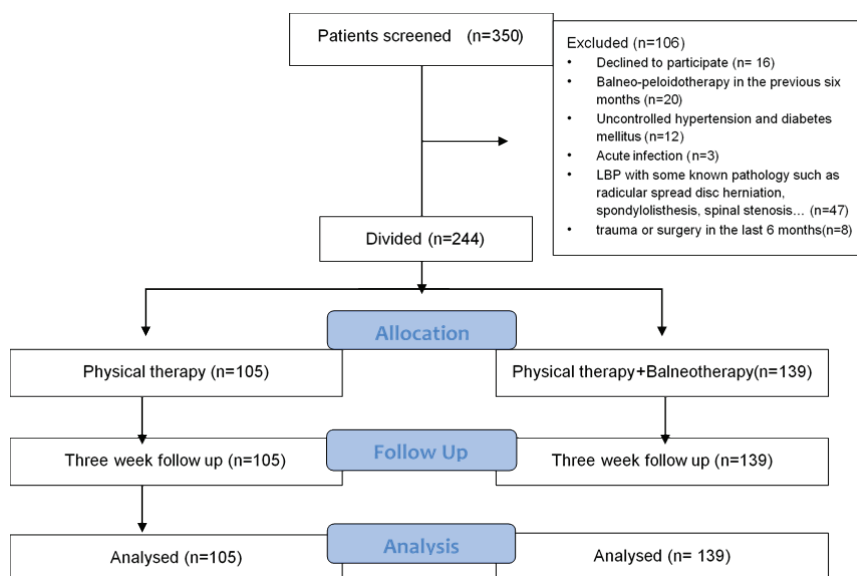 Patients screened (n=350)
Excluded (n=106)
• Declined to participate (n= 16)
• Balneo-peloidotherapy in the previous six
months (n=20)
• Uncontrolled hypertension and diabetes
mellitus (n=12)
• Acute infection (n=3)
• LBP with some known pathology such as
radicular spread disc herniation,
spondylolisthesis, spinal stenosis… (n=47)
• trauma or surgery in the last 6 months(n=8)
Divided (n=244)
Allocation
Physical therapy (n=105)
Physical therapy+Balneotherapy(n=139)
Follow Up
Three week follow up (n=105)
Three week follow up (n=139)
Analysis
Analysed (n=105)
Analysed (n= 139)